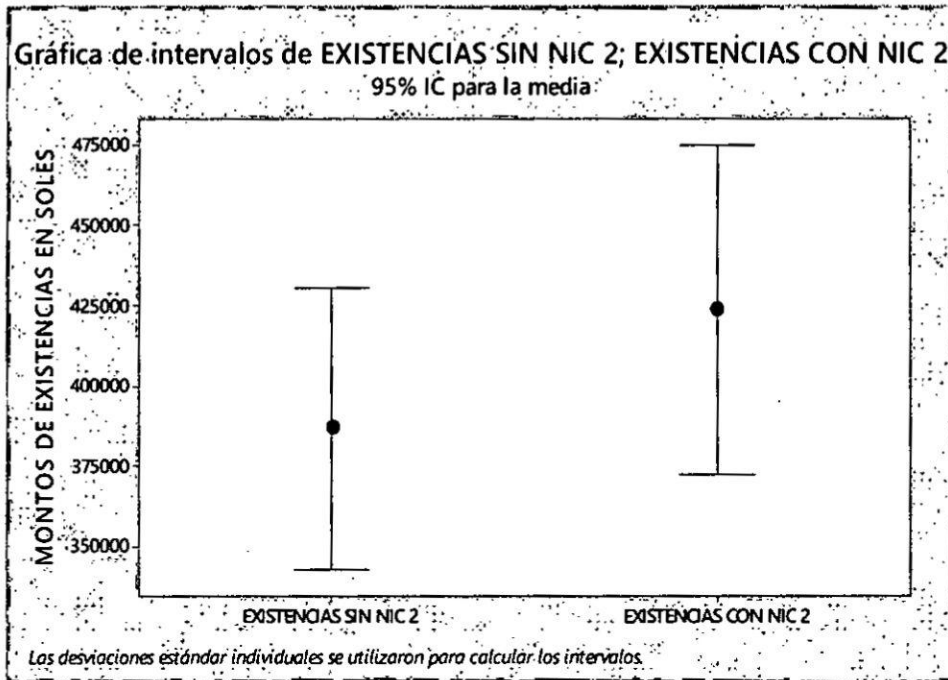 Gráfica de intervalos de EXISTENCIAS SIN NIC 2; EXISTENCIAS CON NIC 2
95% IC para la media
MONTOS DE EXISTENCIAS EN SOLES
475000
450000
425000
400000
375000
350000
EXISTENCIAS SIN NIC 2
EXISTENCIAS CON NIC 2
Las desviaciones estándar individuales se utilizaron para calcular los intervalos.